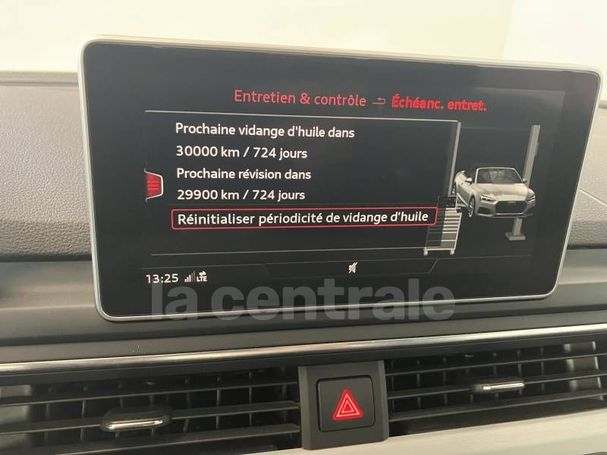 Entretien & contrôle Échéanc. entret.
Prochaine vidange d'huile dans
30000 km / 724 jours
Prochaine révision dans
29900 km / 724 jours
Réinitialiser périodicité de vidange d'huile
13:25 LTE
la centrale